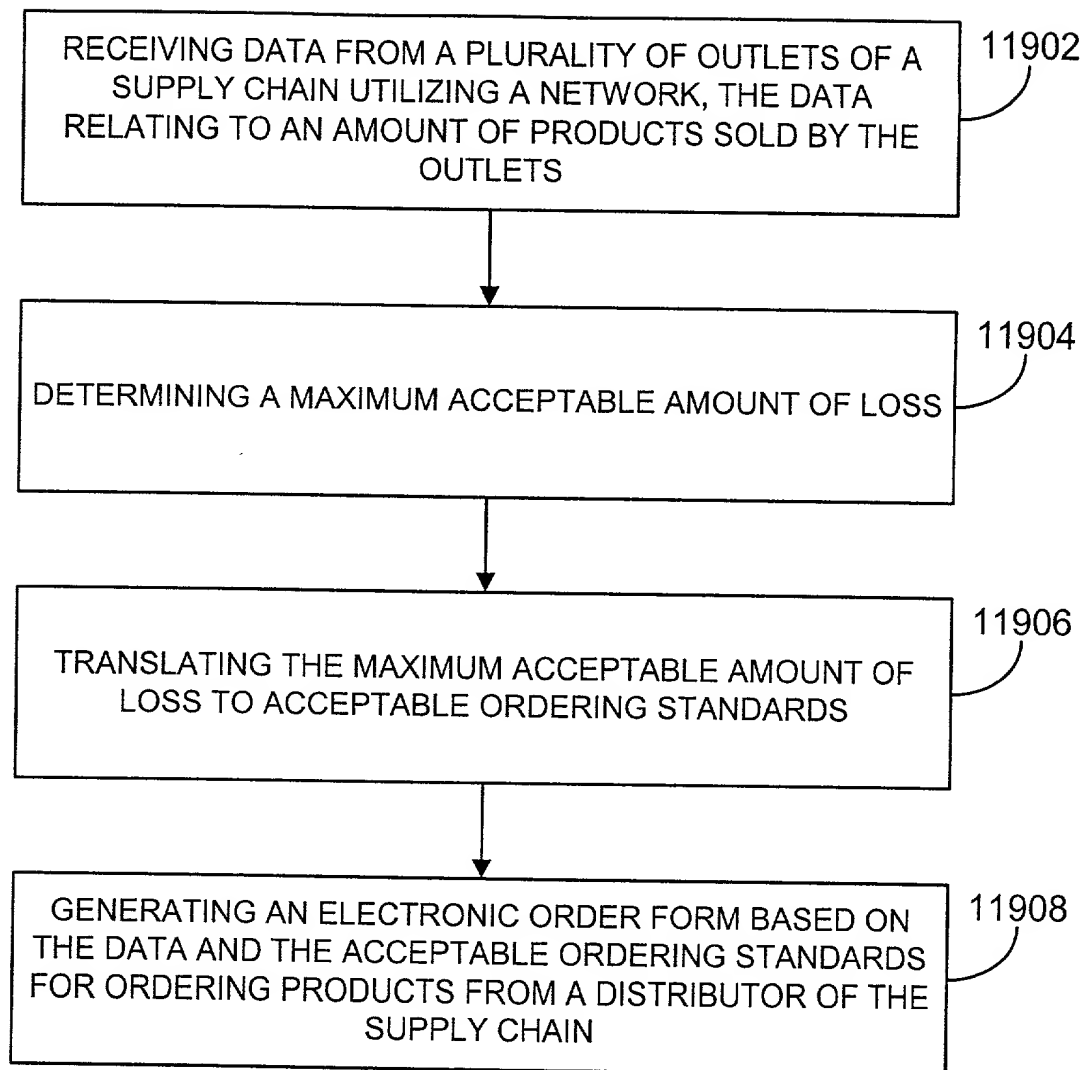 RECEIVING DATA FROM A PLURALITY OF OUTLETS OF A
SUPPLY CHAIN UTILIZING A NETWORK, THE DATA
RELATING TO AN AMOUNT OF PRODUCTS SOLD BY THE
OUTLETS
11902
DETERMINING A MAXIMUM ACCEPTABLE AMOUNT OF LOSS
11904
TRANSLATING THE MAXIMUM ACCEPTABLE AMOUNT OF
LOSS TO ACCEPTABLE ORDERING STANDARDS
11906
GENERATING AN ELECTRONIC ORDER FORM BASED ON
THE DATA AND THE ACCEPTABLE ORDERING STANDARDS
FOR ORDERING PRODUCTS FROM A DISTRIBUTOR OF THE
SUPPLY CHAIN
11908